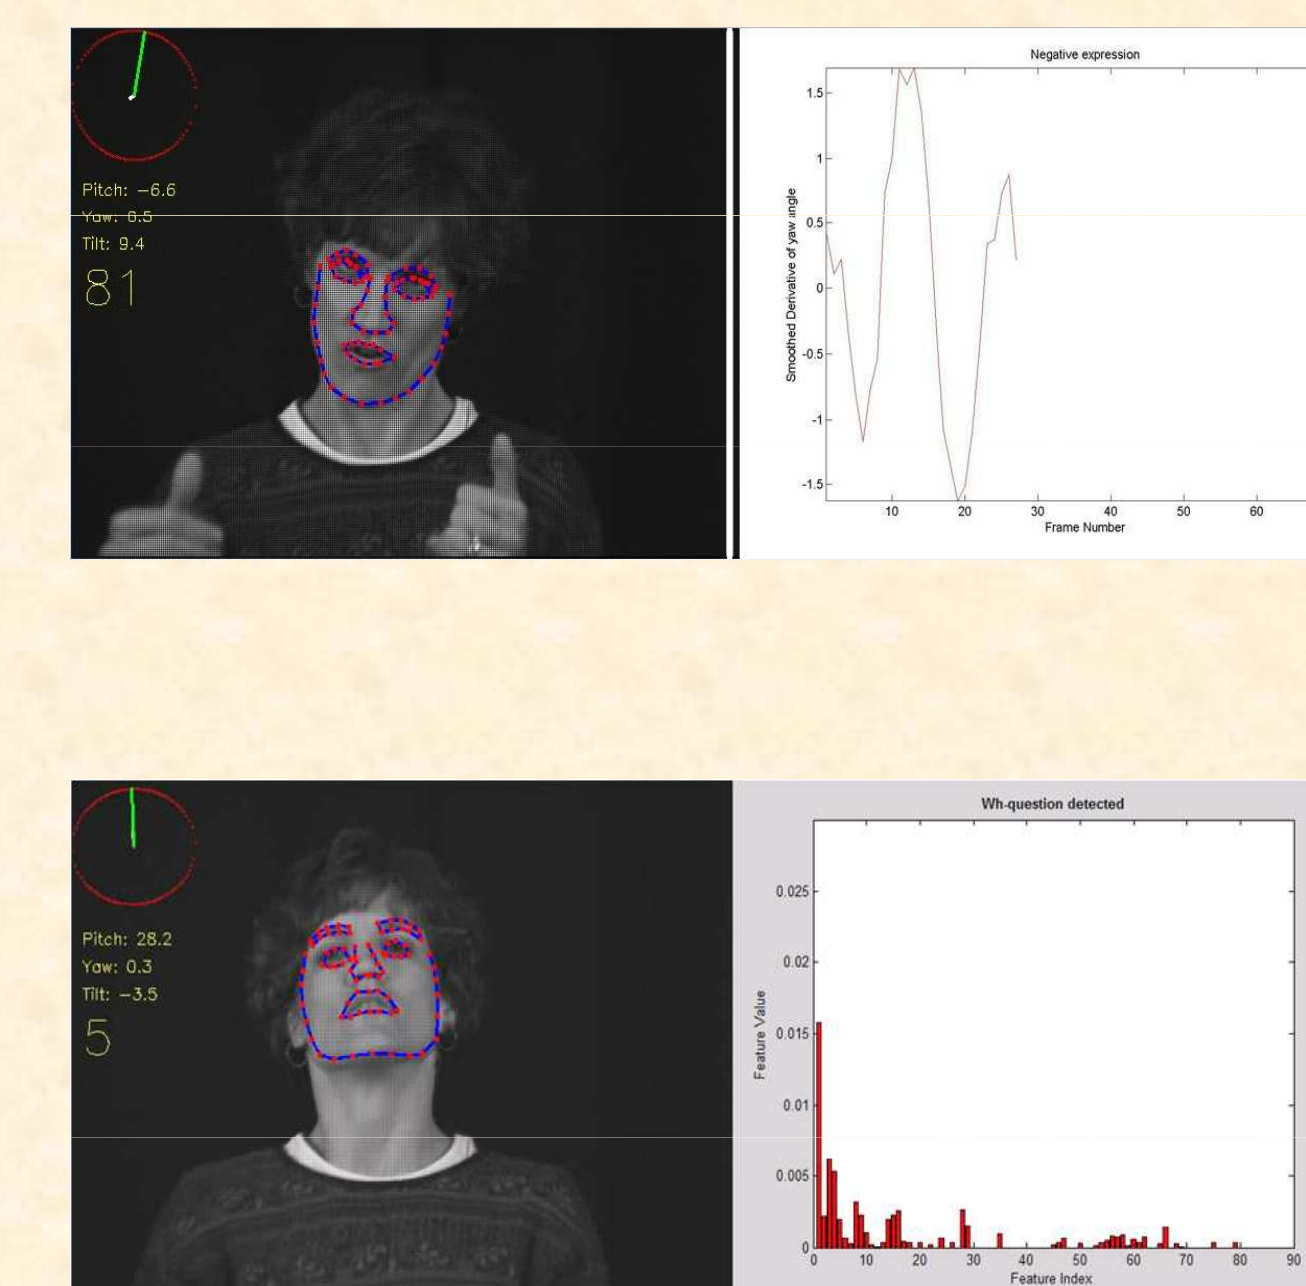 Pitch: -6.6
Yaw: 6.5
Tilt: 9.4
81
Negative expression
Smoothed Derivative of yaw angle
1.5
1
0.5
0
-0.5
-1
-1.5
10 20 30 40 50 60
Frame Number
Pitch: 28.2
Yaw: 0.3
Tilt: -3.5
5
Wh-question detected
Feature Value
0.025
0.02
0.015
0.01
0.005
0
0 10 20 30 40 50 60 70 80 90
Feature Index